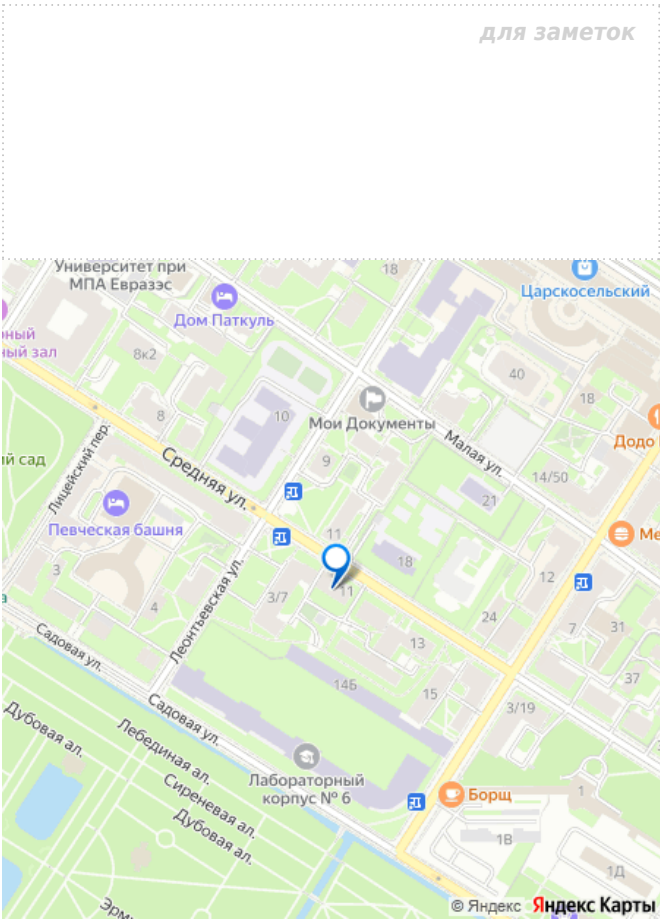 для заметок
Университет при
МПА Евразэс
18
Царскосельский
Дом Паткуль
рный
ный зал
8к2
40
18
8
10
Мои Документы
Додо
Малая ул.
Средняя ул.
Лицейский пер.
ий сад
9
14/50
21
Певческая башня
11
Ме
18
12
3
3/7
11
4
24
7
31
Леонтьевская ул.
13
Садовая ул.
37
14Б
15
3/19
Садовая ул.
Дубовая ал.
Лебединая ал.
Лабораторный
корпус № 6
Сиреневая ал.
Борщ
1
Дубовая ал.
1В
1Д
© Яндекс Яндекс Карты